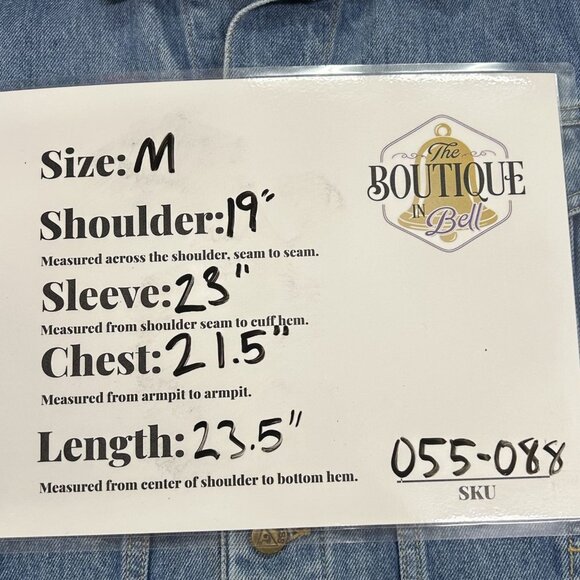 Size: M
The
BOUTIQUE
IN
Bell
Shoulder: 19"
Measured across the shoulder, seam to seam.
Sleeve: 23"
Measured from shoulder seam to cuff hem.
Chest: 21.5"
Measured from armpit to armpit.
Length: 23.5"
Measured from center of shoulder to bottom hem.
055-088
SKU